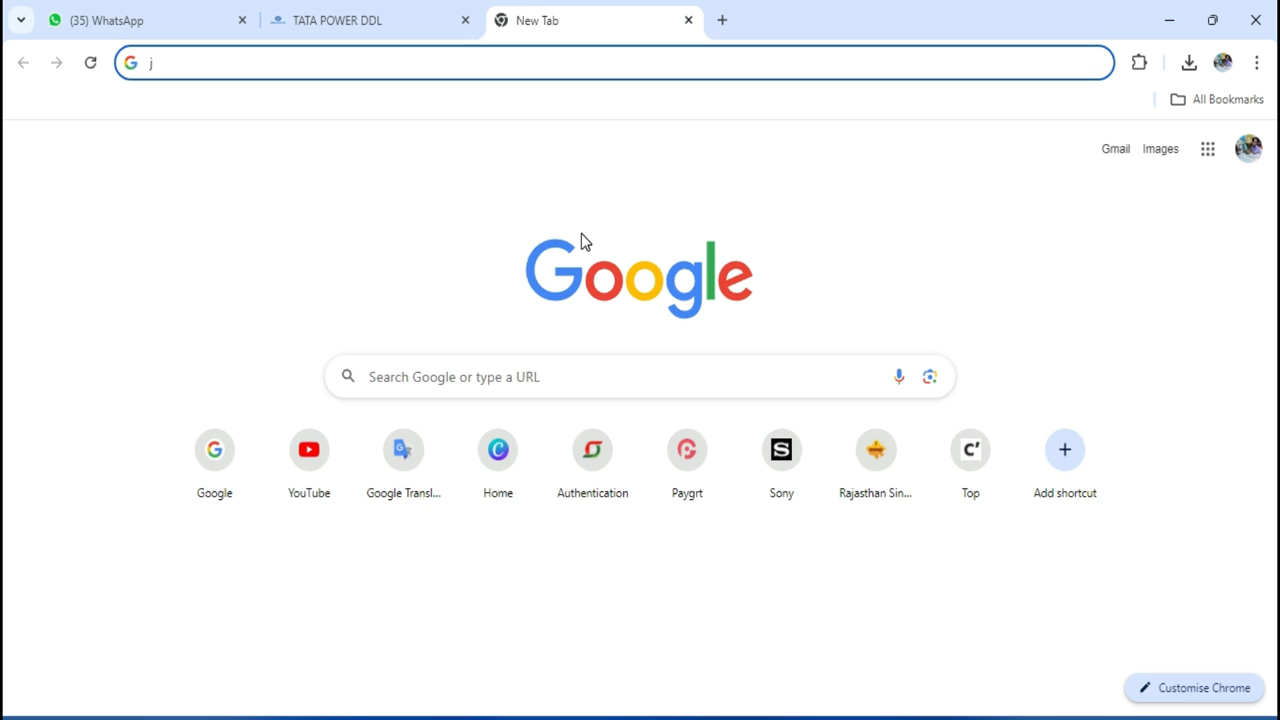 (35) WhatsApp
TATA POWER DDL
New Tab
j
All Bookmarks
Gmail
Images
Google
Search Google or type a URL
Google
YouTube
Google Transl...
Home
Authentication
Paygrt
Sony
Rajasthan Sin...
Top
Add shortcut
Customise Chrome